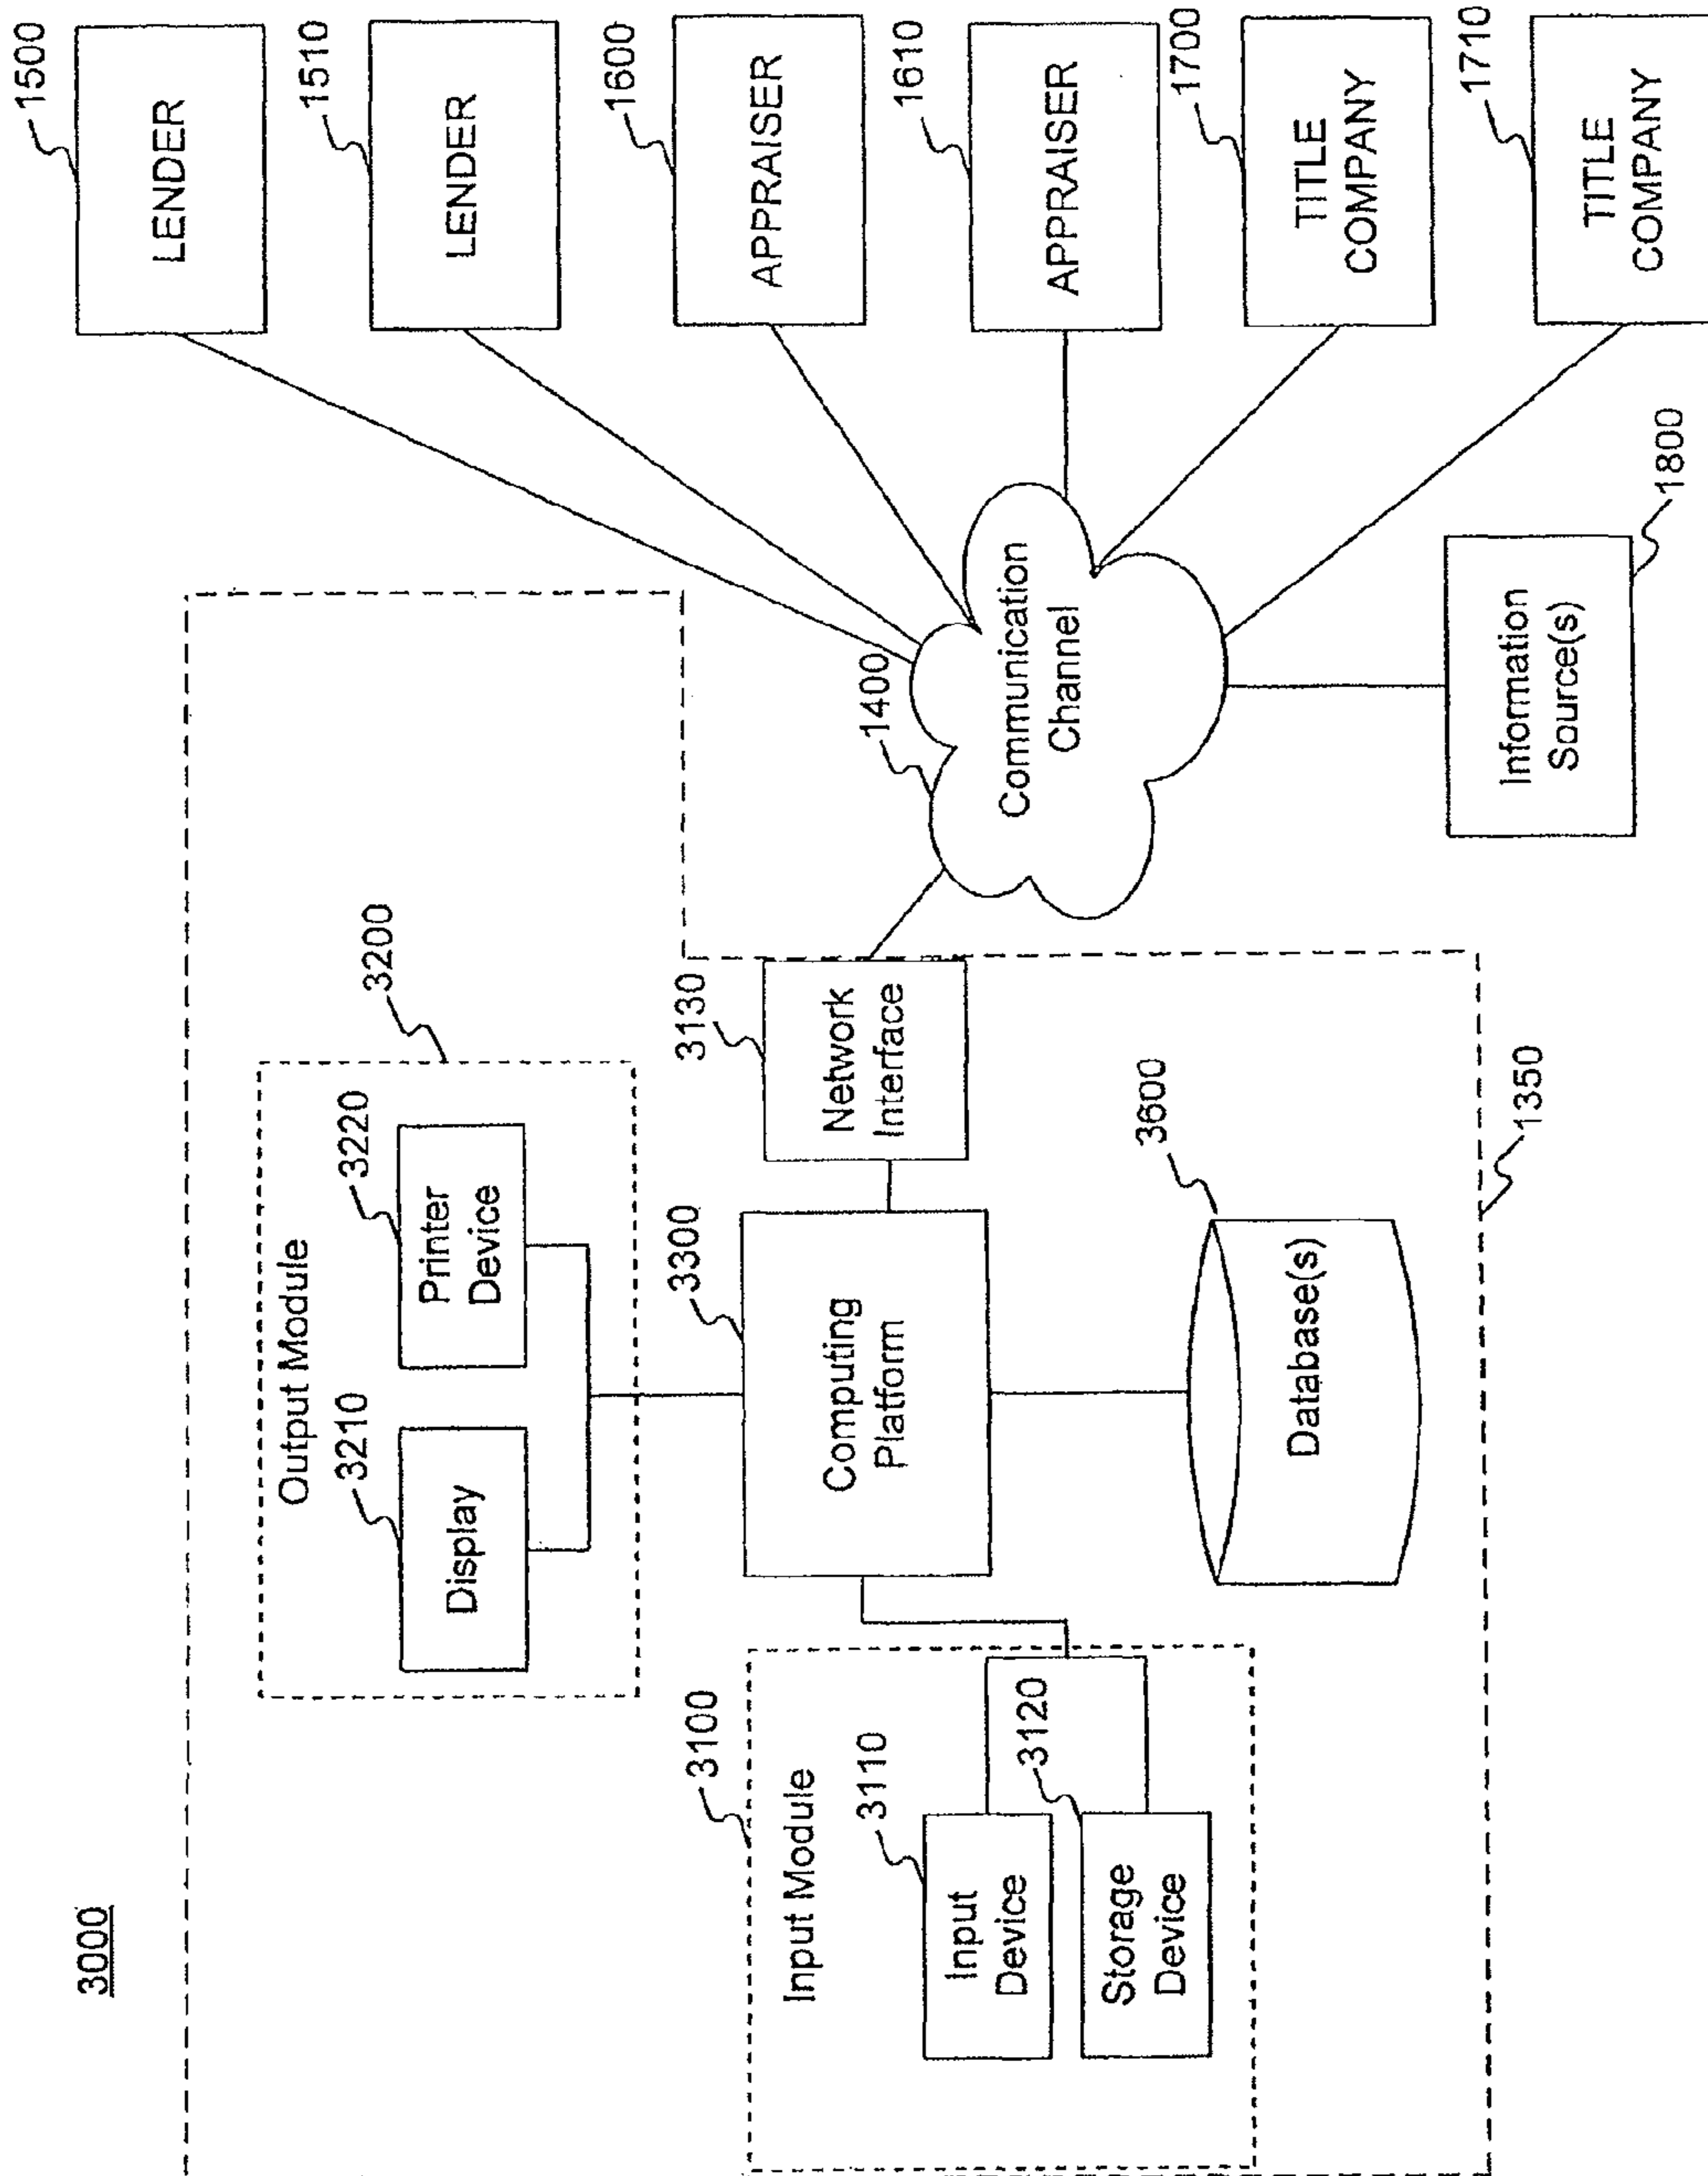 3000
3200
Output Module
3210
3220
Display
Printer
Device
3100
Input Module
3110
Input
Device
3120
Storage
Device
3300
Computing
Platform
3130
Network
Interface
3600
Database(s)
1350
1400
Communication
Channel
Information
Source(s)
1800
1500
LENDER
1510
LENDER
1600
APPRAISER
1610
APPRAISER
1700
TITLE
COMPANY
1710
TITLE
COMPANY